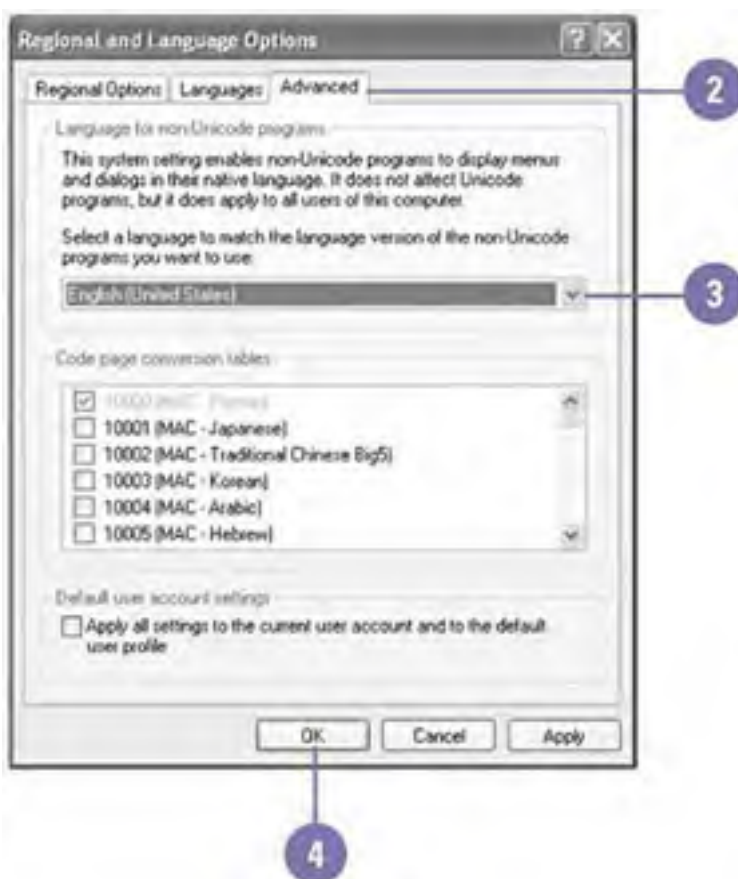 Regional and Language Options
Regional Options Languages Advanced
2
Language for non-Unicode programs
This system setting enables non-Unicode programs to display menus
and dialogs in their native language. It does not affect Unicode
programs, but it does apply to all users of this computer.
Select a language to match the language version of the non-Unicode
programs you want to use:
English (United States)
3
Code page conversion tables
10000 (MAC - Roman)
10001 (MAC - Japanese)
10002 (MAC - Traditional Chinese Big5)
10003 (MAC - Korean)
10004 (MAC - Arabic)
10005 (MAC - Hebrew)
Default user account settings
Apply all settings to the current user account and to the default
user profile
OK Cancel Apply
4